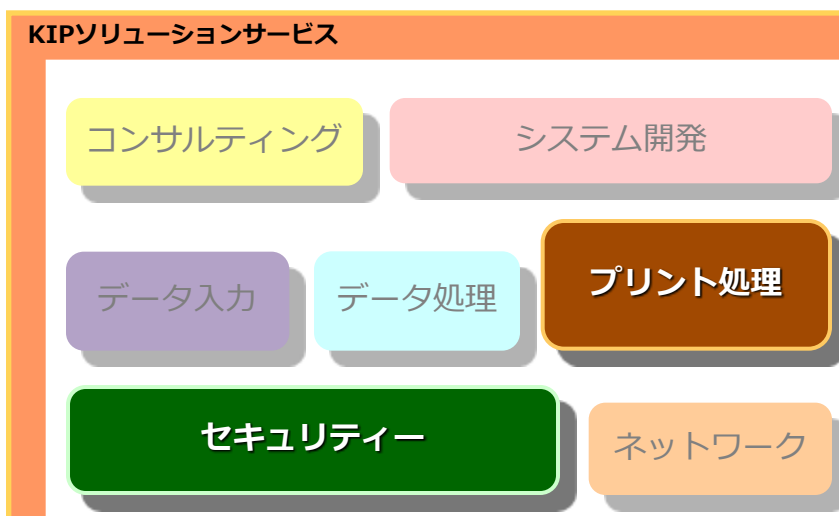 KIPソリューションサービス
コンサルティング
システム開発
データ入力
データ処理
プリント処理
セキュリティー
ネットワーク